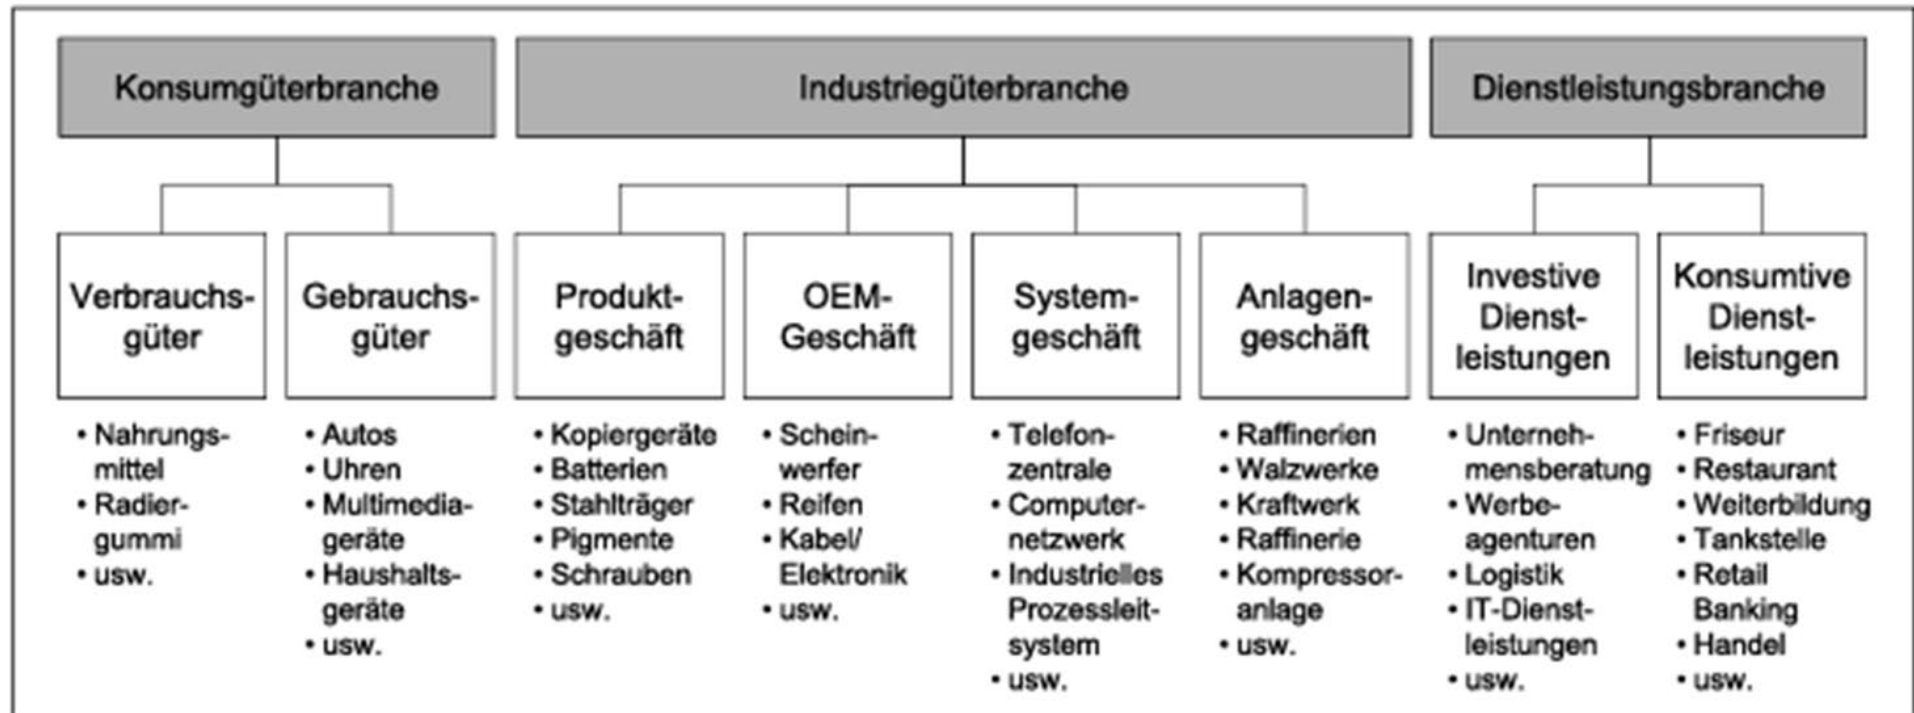 Konsumgüterbranche
Industriegüterbranche
Dienstleistungsbranche
Verbrauchs-
güter
Gebrauchs-
güter
Produkt-
geschäft
OEM-
Geschäft
System-
geschäft
Anlagen-
geschäft
Investive
Dienst-
leistungen
Konsumtive
Dienst-
leistungen
• Nahrungs-
mittel
• Radier-
gummi
• usw.
• Autos
• Uhren
• Multimedia-
geräte
• Haushalts-
geräte
• usw.
• Kopiergeräte
• Batterien
• Stahlträger
• Pigmente
• Schrauben
• usw.
• Schein-
werfer
• Reifen
• Kabel/
Elektronik
• usw.
• Telefon-
zentrale
• Computer-
netzwerk
• Industrielles
Prozessleit-
system
• usw.
• Raffinerien
• Walzwerke
• Kraftwerk
• Raffinerie
• Kompressor-
anlage
• usw.
• Unterneh-
mensberatung
• Werbe-
agenturen
• Logistik
• IT-Dienst-
leistungen
• usw.
• Friseur
• Restaurant
• Weiterbildung
• Tankstelle
• Retail
Banking
• Handel
• usw.